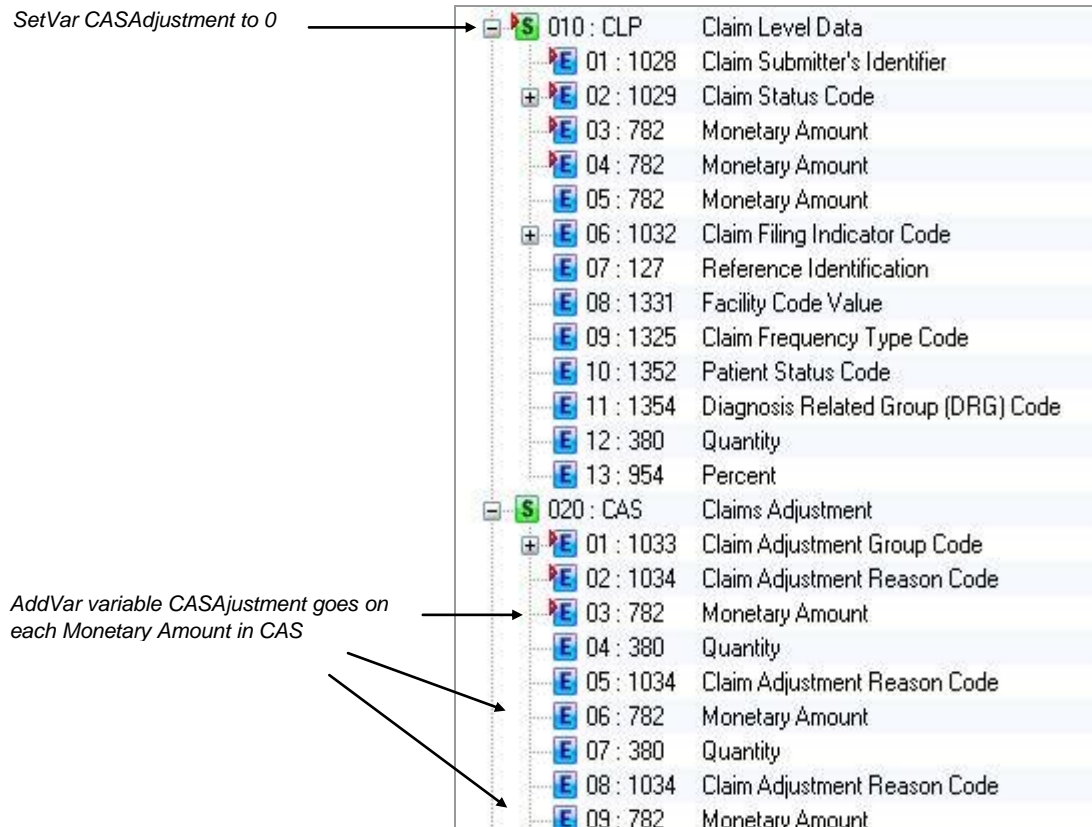 SetVar CASAdjustment to 0
S 010 : CLP Claim Level Data
E 01 : 1028 Claim Submitter's Identifier
E 02 : 1029 Claim Status Code
E 03 : 782 Monetary Amount
E 04 : 782 Monetary Amount
E 05 : 782 Monetary Amount
E 06 : 1032 Claim Filing Indicator Code
E 07 : 127 Reference Identification
E 08 : 1331 Facility Code Value
E 09 : 1325 Claim Frequency Type Code
E 10 : 1352 Patient Status Code
E 11 : 1354 Diagnosis Related Group (DRG) Code
E 12 : 380 Quantity
E 13 : 954 Percent
S 020 : CAS Claims Adjustment
E 01 : 1033 Claim Adjustment Group Code
E 02 : 1034 Claim Adjustment Reason Code
AddVar variable CASAjustment goes on
each Monetary Amount in CAS
E 03 : 782 Monetary Amount
E 04 : 380 Quantity
E 05 : 1034 Claim Adjustment Reason Code
E 06 : 782 Monetary Amount
E 07 : 380 Quantity
E 08 : 1034 Claim Adjustment Reason Code
E 09 : 782 Monetary Amount